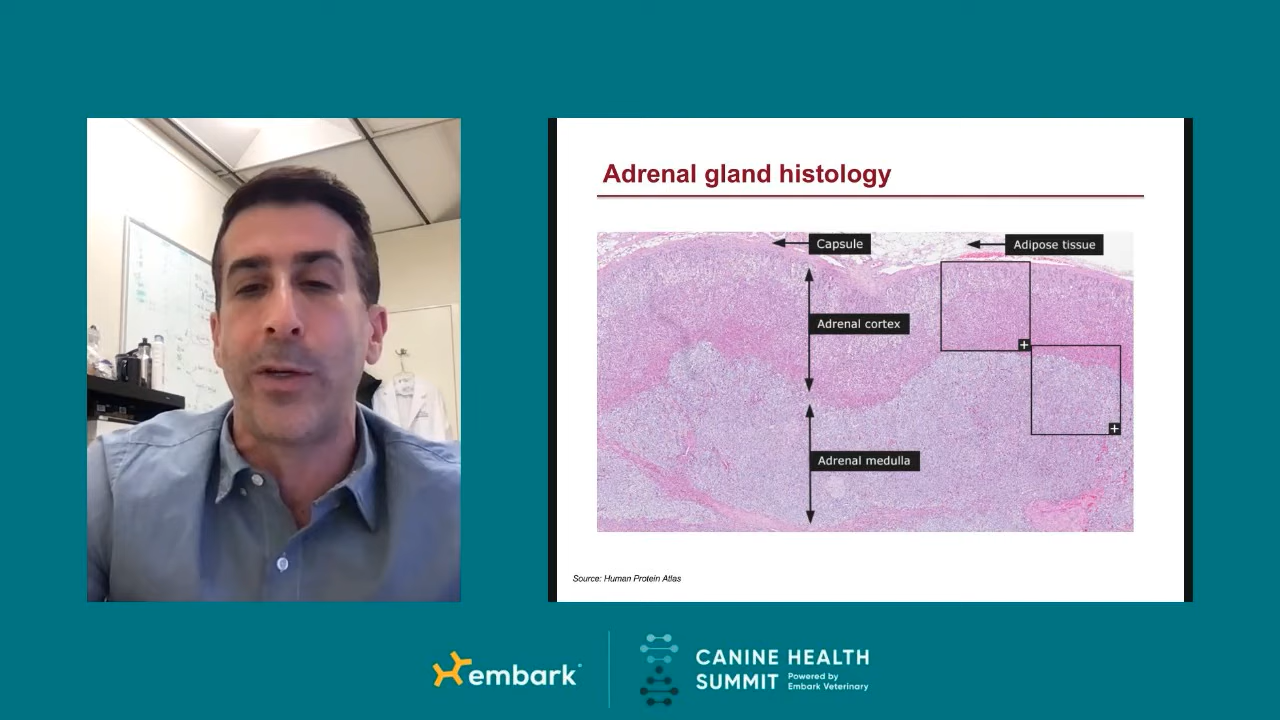 Adrenal gland histology
Capsule
Adipose tissue
Adrenal cortex
Adrenal medulla
Source: Human Protein Atlas
embark
CANINE HEALTH
SUMMIT
Powered by
Embark Veterinary